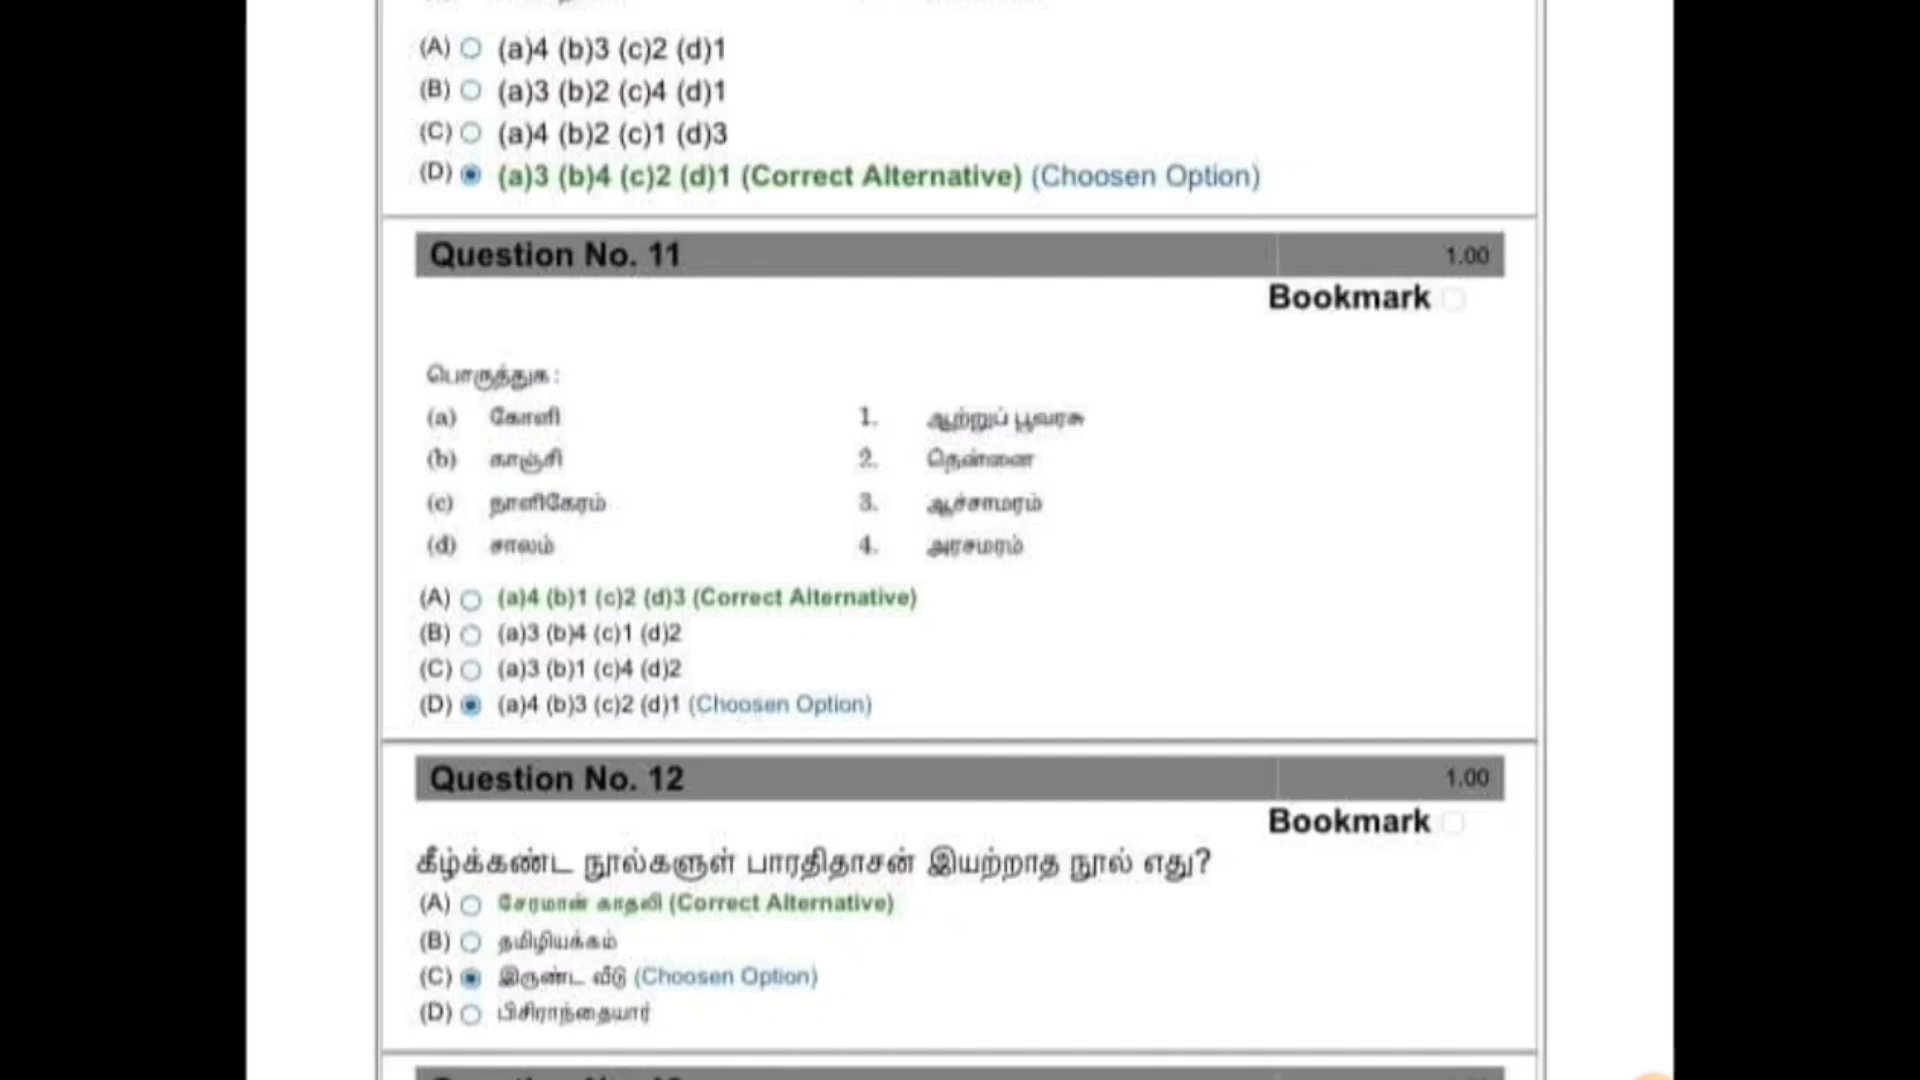 (A) (a)4 (b)3 (c)2 (d)1
(B) (a)3 (b)2 (c)4 (d)1
(C) (a)4 (b)2 (c)1 (d)3
(D) (a)3 (b)4 (c)2 (d)1 (Correct Alternative) (Choosen Option)
Question No. 11 1.00
Bookmark
பொருத்துக :
(a) கோளி 1. ஆற்றுப் பூவரசு
(b) காஞ்சி 2. தென்னை
(c) நாளிகேரம் 3. ஆச்சாமரம்
(d) சாலம் 4. அரசமரம்
(A) (a)4 (b)1 (c)2 (d)3 (Correct Alternative)
(B) (a)3 (b)4 (c)1 (d)2
(C) (a)3 (b)1 (c)4 (d)2
(D) (a)4 (b)3 (c)2 (d)1 (Choosen Option)
Question No. 12 1.00
Bookmark
கீழ்க்கண்ட நூல்களுள் பாரதிதாசன் இயற்றாத நூல் எது?
(A) சேரமான் காதலி (Correct Alternative)
(B) தமிழியக்கம்
(C) இருண்ட வீடு (Choosen Option)
(D) பிசிராந்தையார்